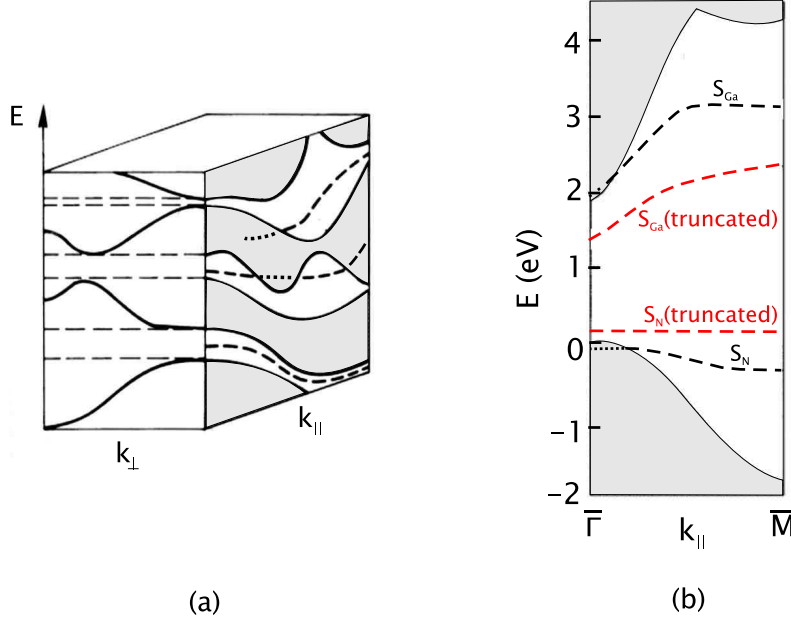 E
k⊥
k||
(a)
E (eV)
4
3
2
1
0
−1
−2
S_Ga
S_Ga(truncated)
S_N(truncated)
S_N
Γ̅
k||
M̅
(b)